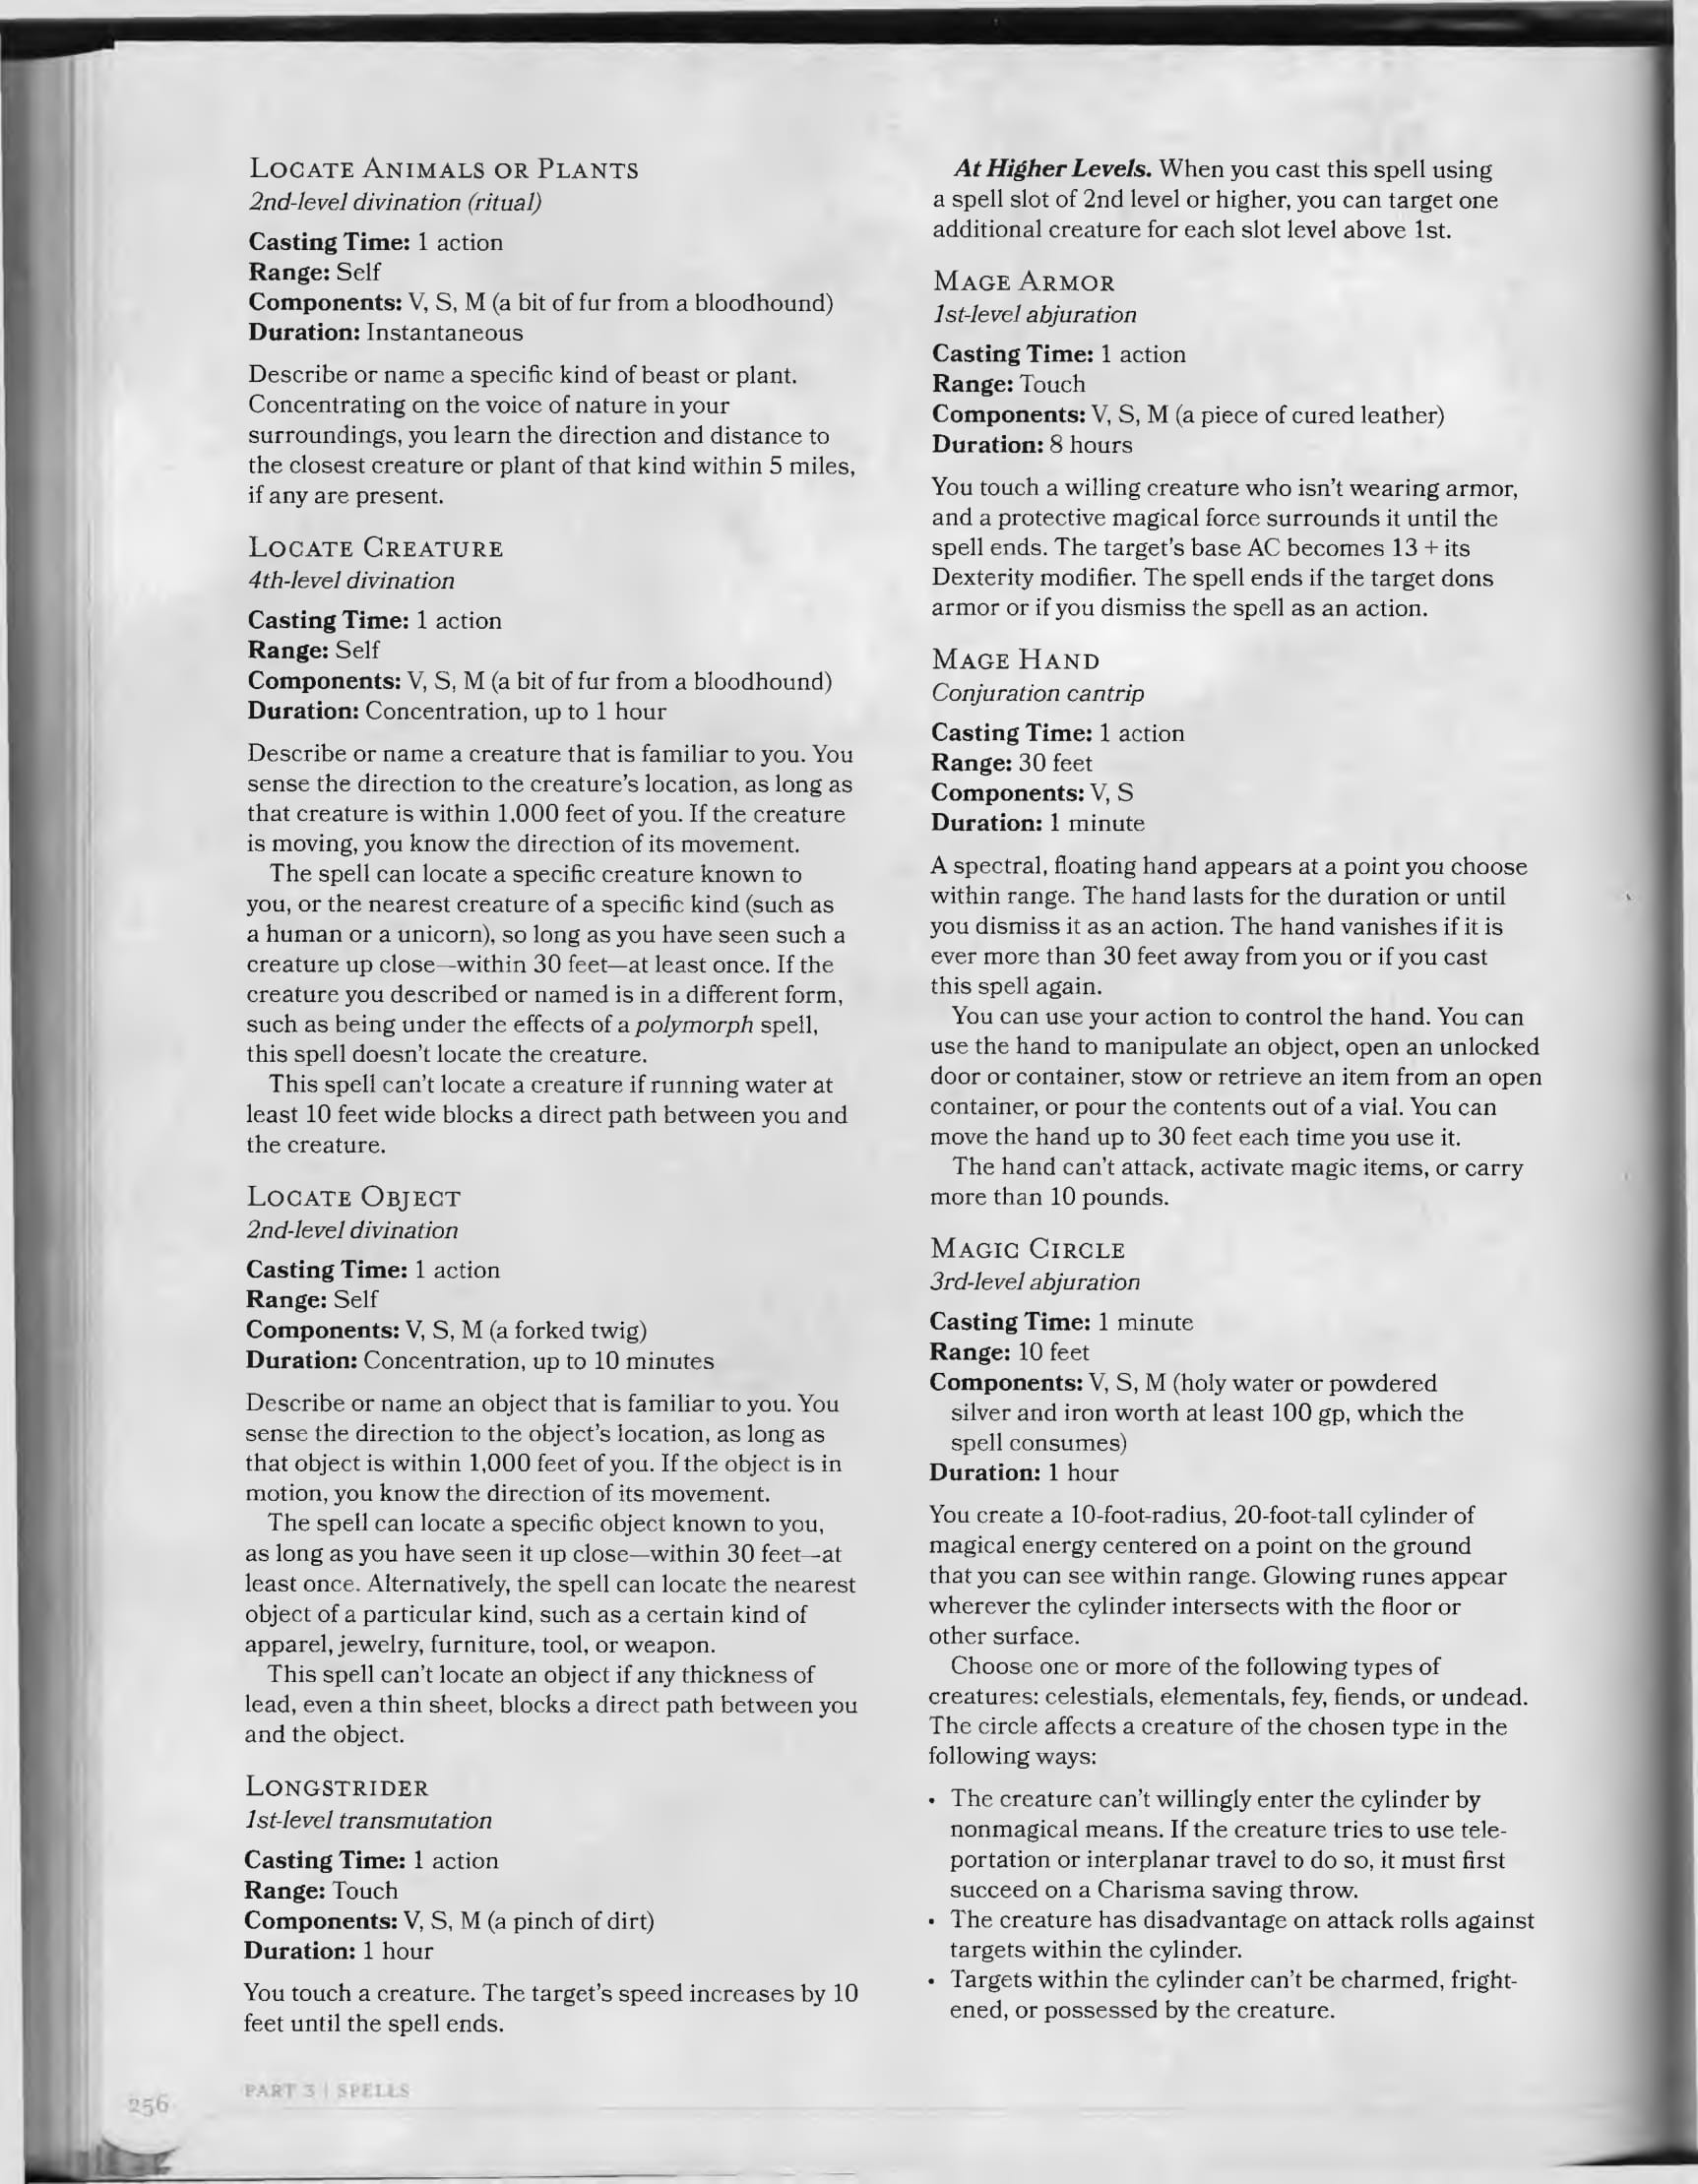 LOCATE ANIMALS OR PLANTS
2nd-level divination (ritual)
Casting Time: 1 action
Range: Self
Components: V, S, M (a bit of fur from a bloodhound)
Duration: Instantaneous
Describe or name a specific kind of beast or plant.
Concentrating on the voice of nature in your
surroundings, you learn the direction and distance to
the closest creature or plant of that kind within 5 miles,
if any are present.
LOCATE CREATURE
4th-level divination
Casting Time: 1 action
Range: Self
Components: V, S, M (a bit of fur from a bloodhound)
Duration: Concentration, up to 1 hour
Describe or name a creature that is familiar to you. You
sense the direction to the creature's location, as long as
that creature is within 1,000 feet of you. If the creature
is moving, you know the direction of its movement.
The spell can locate a specific creature known to
you, or the nearest creature of a specific kind (such as
a human or a unicorn), so long as you have seen such a
creature up close—within 30 feet—at least once. If the
creature you described or named is in a different form,
such as being under the effects of a polymorph spell,
this spell doesn't locate the creature.
This spell can't locate a creature if running water at
least 10 feet wide blocks a direct path between you and
the creature.
LOCATE OBJECT
2nd-level divination
Casting Time: 1 action
Range: Self
Components: V, S, M (a forked twig)
Duration: Concentration, up to 10 minutes
Describe or name an object that is familiar to you. You
sense the direction to the object's location, as long as
that object is within 1,000 feet of you. If the object is in
motion, you know the direction of its movement.
The spell can locate a specific object known to you,
as long as you have seen it up close—within 30 feet—at
least once. Alternatively, the spell can locate the nearest
object of a particular kind, such as a certain kind of
apparel, jewelry, furniture, tool, or weapon.
This spell can't locate an object if any thickness of
lead, even a thin sheet, blocks a direct path between you
and the object.
LONGSTRIDER
1st-level transmutation
Casting Time: 1 action
Range: Touch
Components: V, S, M (a pinch of dirt)
Duration: 1 hour
You touch a creature. The target's speed increases by 10
feet until the spell ends.
At Higher Levels. When you cast this spell using
a spell slot of 2nd level or higher, you can target one
additional creature for each slot level above 1st.
MAGE ARMOR
1st-level abjuration
Casting Time: 1 action
Range: Touch
Components: V, S, M (a piece of cured leather)
Duration: 8 hours
You touch a willing creature who isn't wearing armor,
and a protective magical force surrounds it until the
spell ends. The target's base AC becomes 13 + its
Dexterity modifier. The spell ends if the target dons
armor or if you dismiss the spell as an action.
MAGE HAND
Conjuration cantrip
Casting Time: 1 action
Range: 30 feet
Components: V, S
Duration: 1 minute
A spectral, floating hand appears at a point you choose
within range. The hand lasts for the duration or until
you dismiss it as an action. The hand vanishes if it is
ever more than 30 feet away from you or if you cast
this spell again.
You can use your action to control the hand. You can
use the hand to manipulate an object, open an unlocked
door or container, stow or retrieve an item from an open
container, or pour the contents out of a vial. You can
move the hand up to 30 feet each time you use it.
The hand can't attack, activate magic items, or carry
more than 10 pounds.
MAGIC CIRCLE
3rd-level abjuration
Casting Time: 1 minute
Range: 10 feet
Components: V, S, M (holy water or powdered
silver and iron worth at least 100 gp, which the
spell consumes)
Duration: 1 hour
You create a 10-foot-radius, 20-foot-tall cylinder of
magical energy centered on a point on the ground
that you can see within range. Glowing runes appear
wherever the cylinder intersects with the floor or
other surface.
Choose one or more of the following types of
creatures: celestials, elementals, fey, fiends, or undead.
The circle affects a creature of the chosen type in the
following ways:
• The creature can't willingly enter the cylinder by
nonmagical means. If the creature tries to use tele-
portation or interplanar travel to do so, it must first
succeed on a Charisma saving throw.
• The creature has disadvantage on attack rolls against
targets within the cylinder.
• Targets within the cylinder can't be charmed, fright-
ened, or possessed by the creature.
PART 3 | SPELLS
256